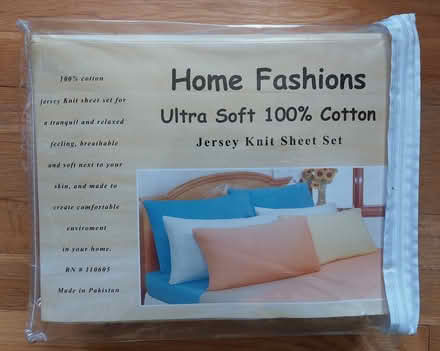 Home Fashions
Ultra Soft 100% Cotton
Jersey Knit Sheet Set
100% cotton
jersey Knit sheet set for
a tranquil and relaxed
feeling, breathable
and soft next to your
skin, and made to
create comfortable
enviroment
in your home.
RN # 110605
Made in Pakistan